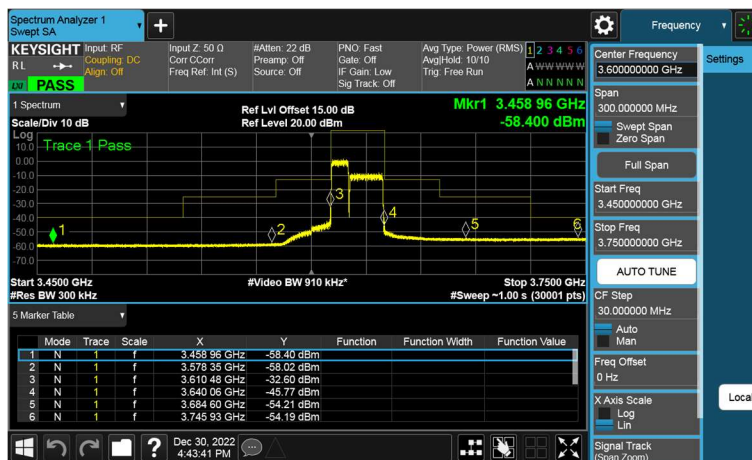 Spectrum Analyzer 1
Swept SA
Frequency
KEYSIGHT
RL
LXI
PASS
Input: RF
Coupling: DC
Align: Off
Input Z: 50 Ω
Corr CCorr
Freq Ref: Int (S)
#Atten: 22 dB
Preamp: Off
Source: Off
PNO: Fast
Gate: Off
IF Gain: Low
Sig Track: Off
Avg Type: Power (RMS)
Avg|Hold: 10/10
Trig: Free Run
1 2 3 4 5 6
A W W W W W
A N N N N N
1 Spectrum
Scale/Div 10 dB
Ref Lvl Offset 15.00 dB
Ref Level 20.00 dBm
Mkr1 3.458 96 GHz
-58.400 dBm
Log
Trace 1 Pass
10.0
0.00
-10.0
-20.0
-30.0
-40.0
-50.0
-60.0
-70.0
1
2
3
4
5
6
Start 3.4500 GHz
#Res BW 300 kHz
#Video BW 910 kHz*
Stop 3.7500 GHz
#Sweep ~1.00 s (30001 pts)
5 Marker Table
Mode Trace Scale X Y Function Function Width Function Value
1 N 1 f 3.458 96 GHz -58.40 dBm
2 N 1 f 3.578 35 GHz -58.02 dBm
3 N 1 f 3.610 48 GHz -32.60 dBm
4 N 1 f 3.640 06 GHz -45.77 dBm
5 N 1 f 3.684 60 GHz -54.21 dBm
6 N 1 f 3.745 93 GHz -54.19 dBm
Dec 30, 2022
4:43:41 PM
Center Frequency
3.600000000 GHz
Settings
Span
300.000000 MHz
Swept Span
Zero Span
Full Span
Start Freq
3.450000000 GHz
Stop Freq
3.750000000 GHz
AUTO TUNE
CF Step
30.000000 MHz
Auto
Man
Freq Offset
0 Hz
X Axis Scale
Log
Lin
Local
Signal Track
(Span Zoom)